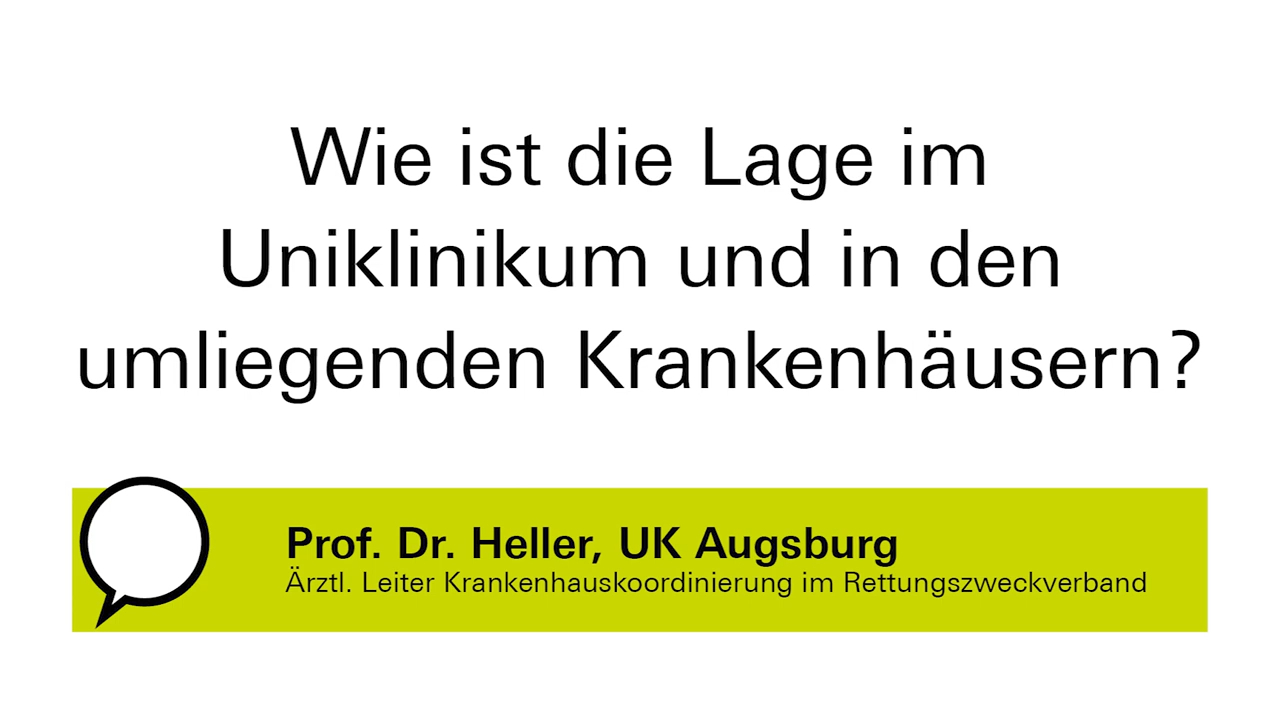 Wie ist die Lage im
Uniklinikum und in den
umliegenden Krankenhäusern?
Prof. Dr. Heller, UK Augsburg
Ärztl. Leiter Krankenhauskoordinierung im Rettungszweckverband